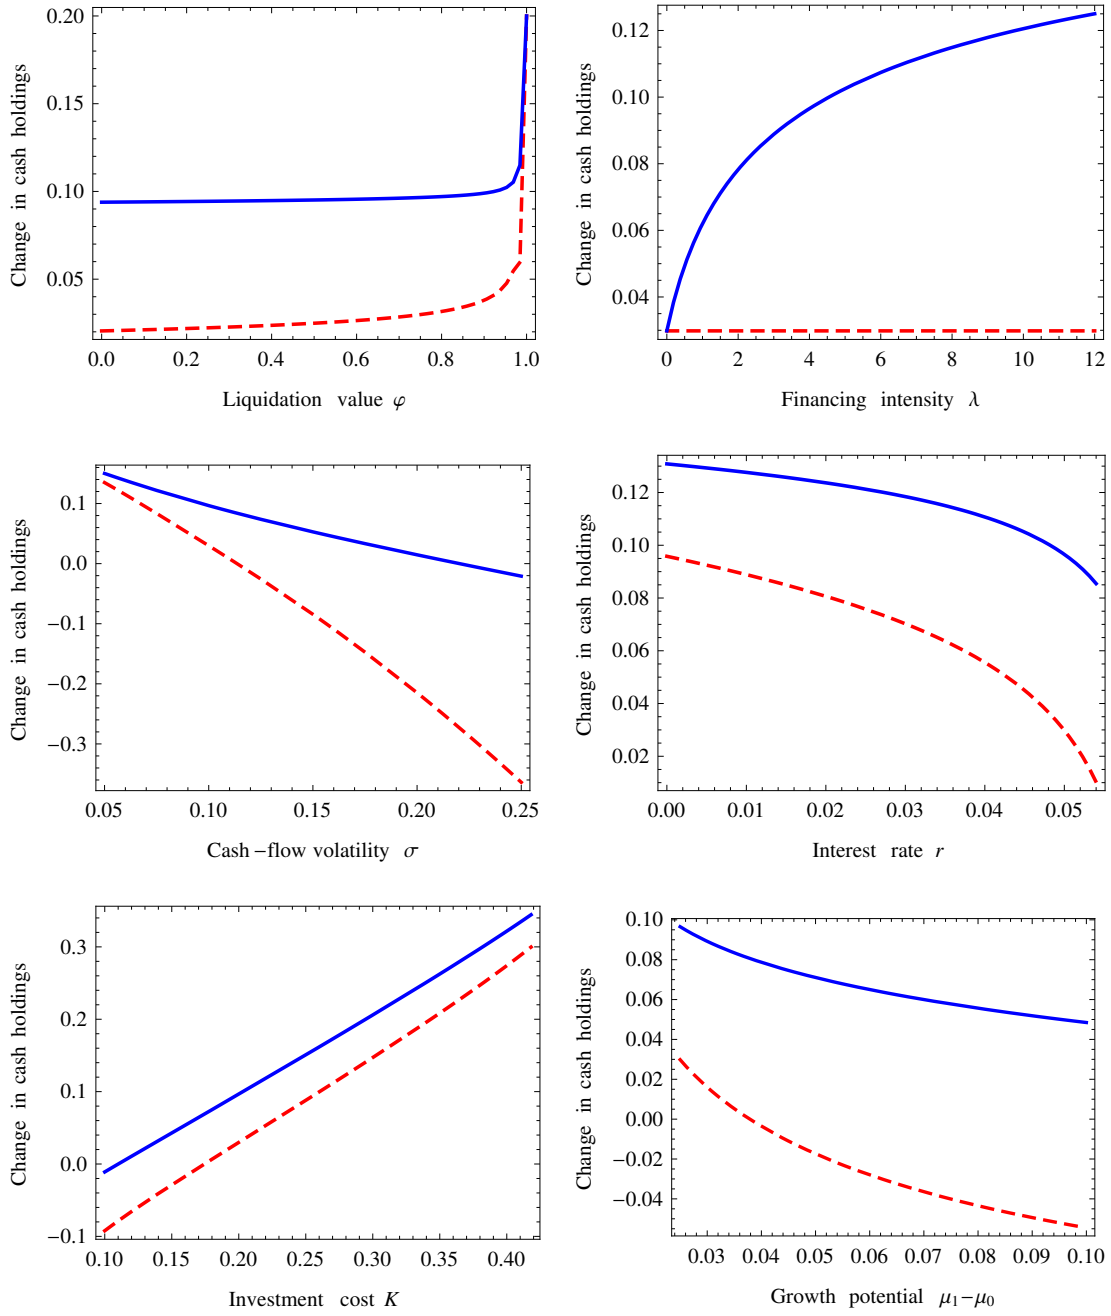 Change in cash holdings
0.20
0.15
0.10
0.05
0.0 0.2 0.4 0.6 0.8 1.0
Liquidation value φ
Change in cash holdings
0.12
0.10
0.08
0.06
0.04
0 2 4 6 8 10 12
Financing intensity λ
Change in cash holdings
0.1
0.0
−0.1
−0.2
−0.3
0.05 0.10 0.15 0.20 0.25
Cash−flow volatility σ
Change in cash holdings
0.12
0.10
0.08
0.06
0.04
0.02
0.00 0.01 0.02 0.03 0.04 0.05
Interest rate r
Change in cash holdings
0.3
0.2
0.1
0.0
−0.1
0.10 0.15 0.20 0.25 0.30 0.35 0.40
Investment cost K
Change in cash holdings
0.10
0.08
0.06
0.04
0.02
0.00
−0.02
−0.04
0.03 0.04 0.05 0.06 0.07 0.08 0.09 0.10
Growth potential μ₁−μ₀